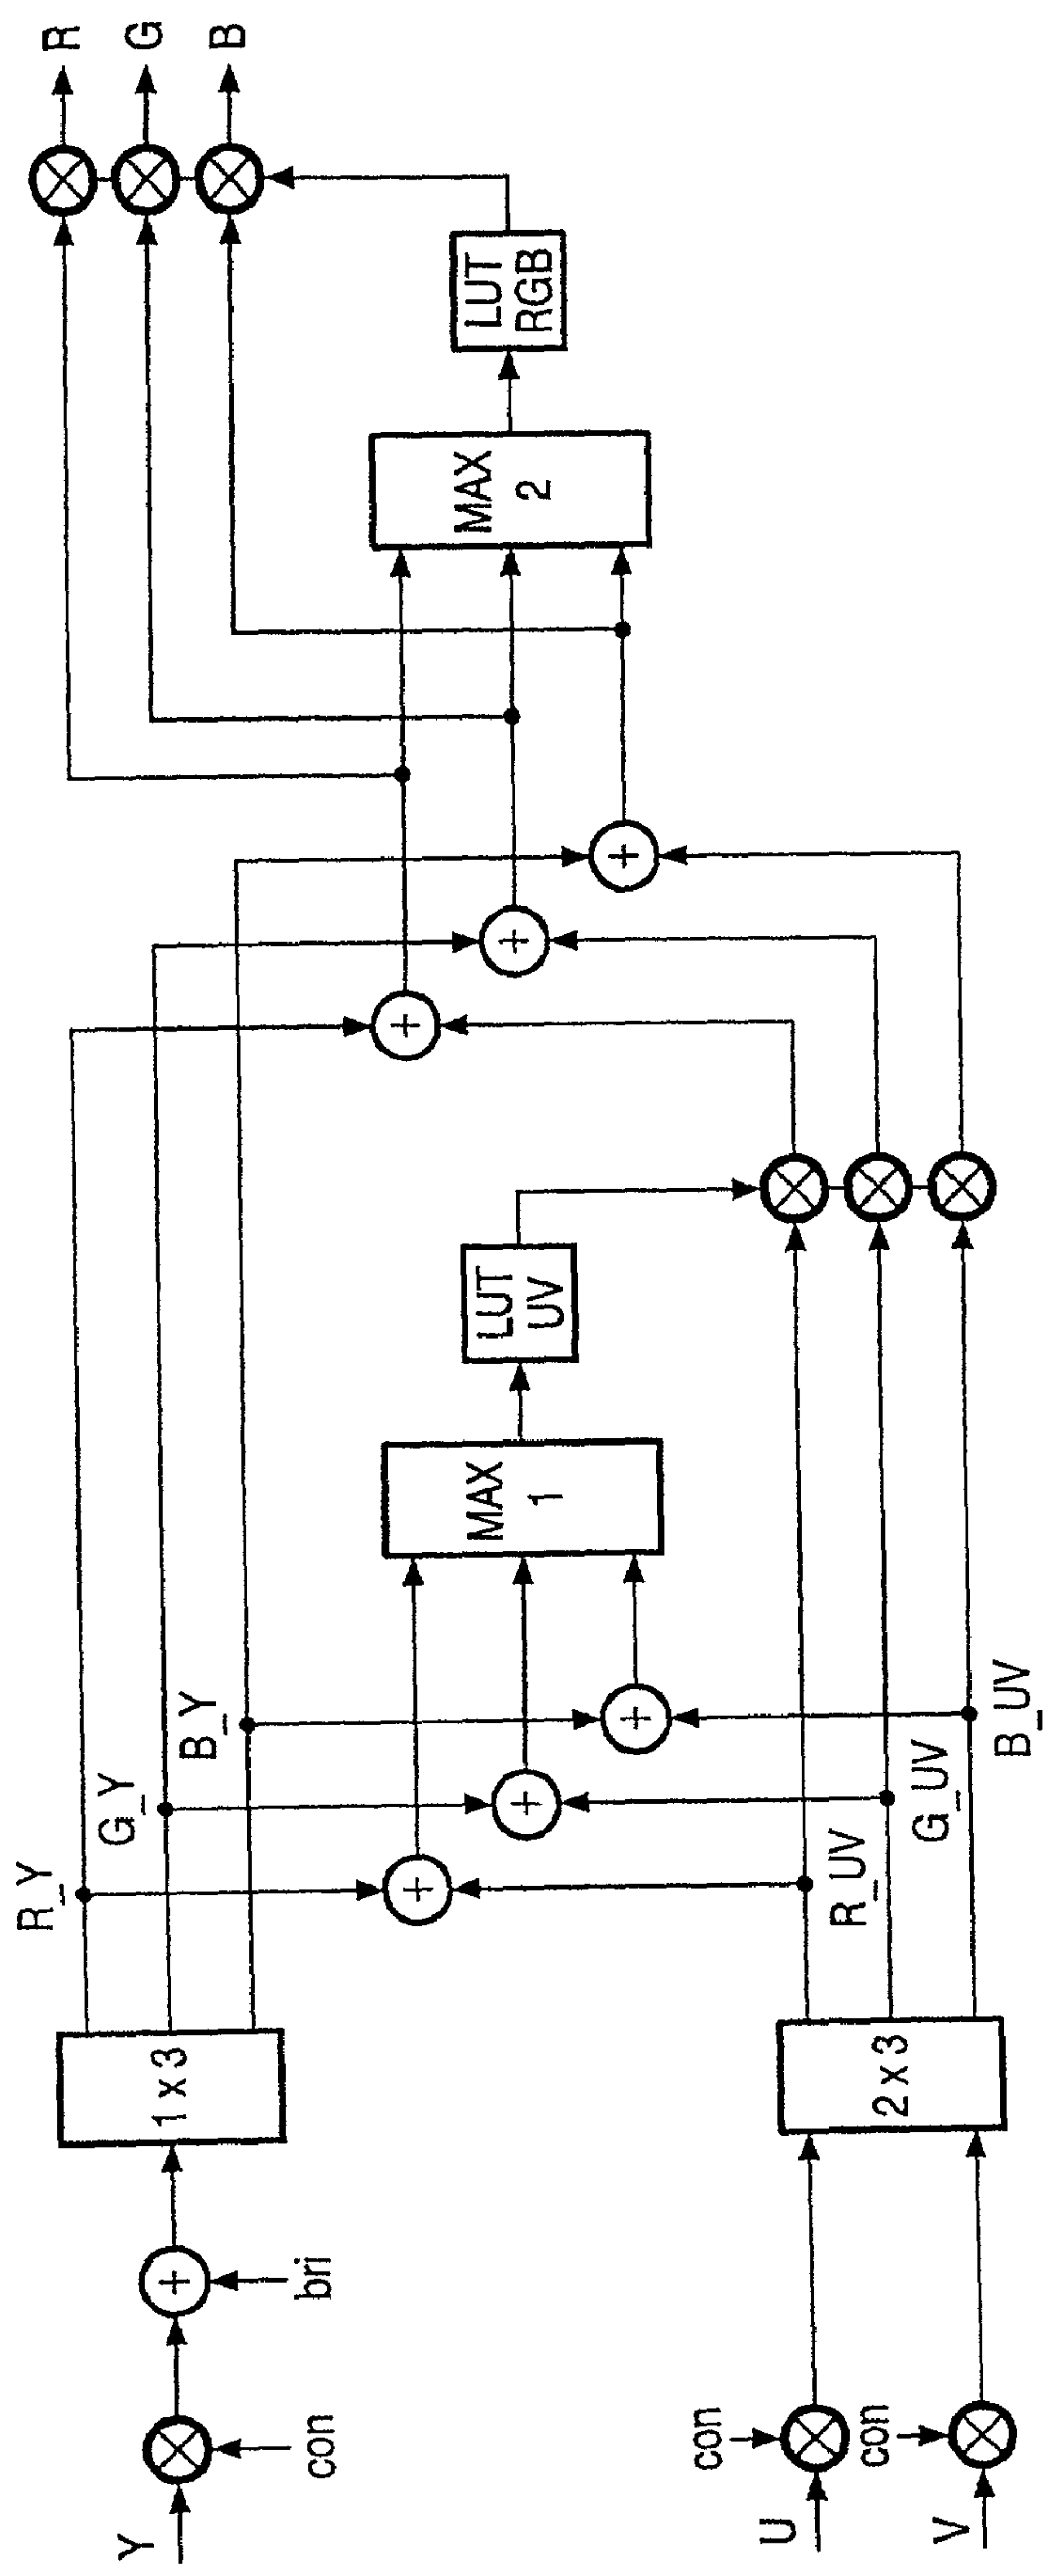 Y
con
+
bri
+
1 x 3
R_Y
G_Y
B_Y
U
con
V
con
2 x 3
R_UV
G_UV
B_UV
+
+
+
MAX
1
LUT
UV
+
+
+
MAX
2
LUT
RGB
R
G
B